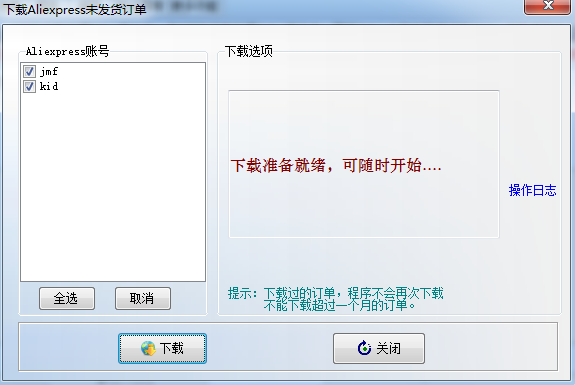 下载Aliexpress未发货订单
Aliexpress账号
jmf
kid
全选
取消
下载选项
下载准备就绪，可随时开始....
操作日志
提示：下载过的订单，程序不会再次下载
不能下载超过一个月的订单。
下载
关闭